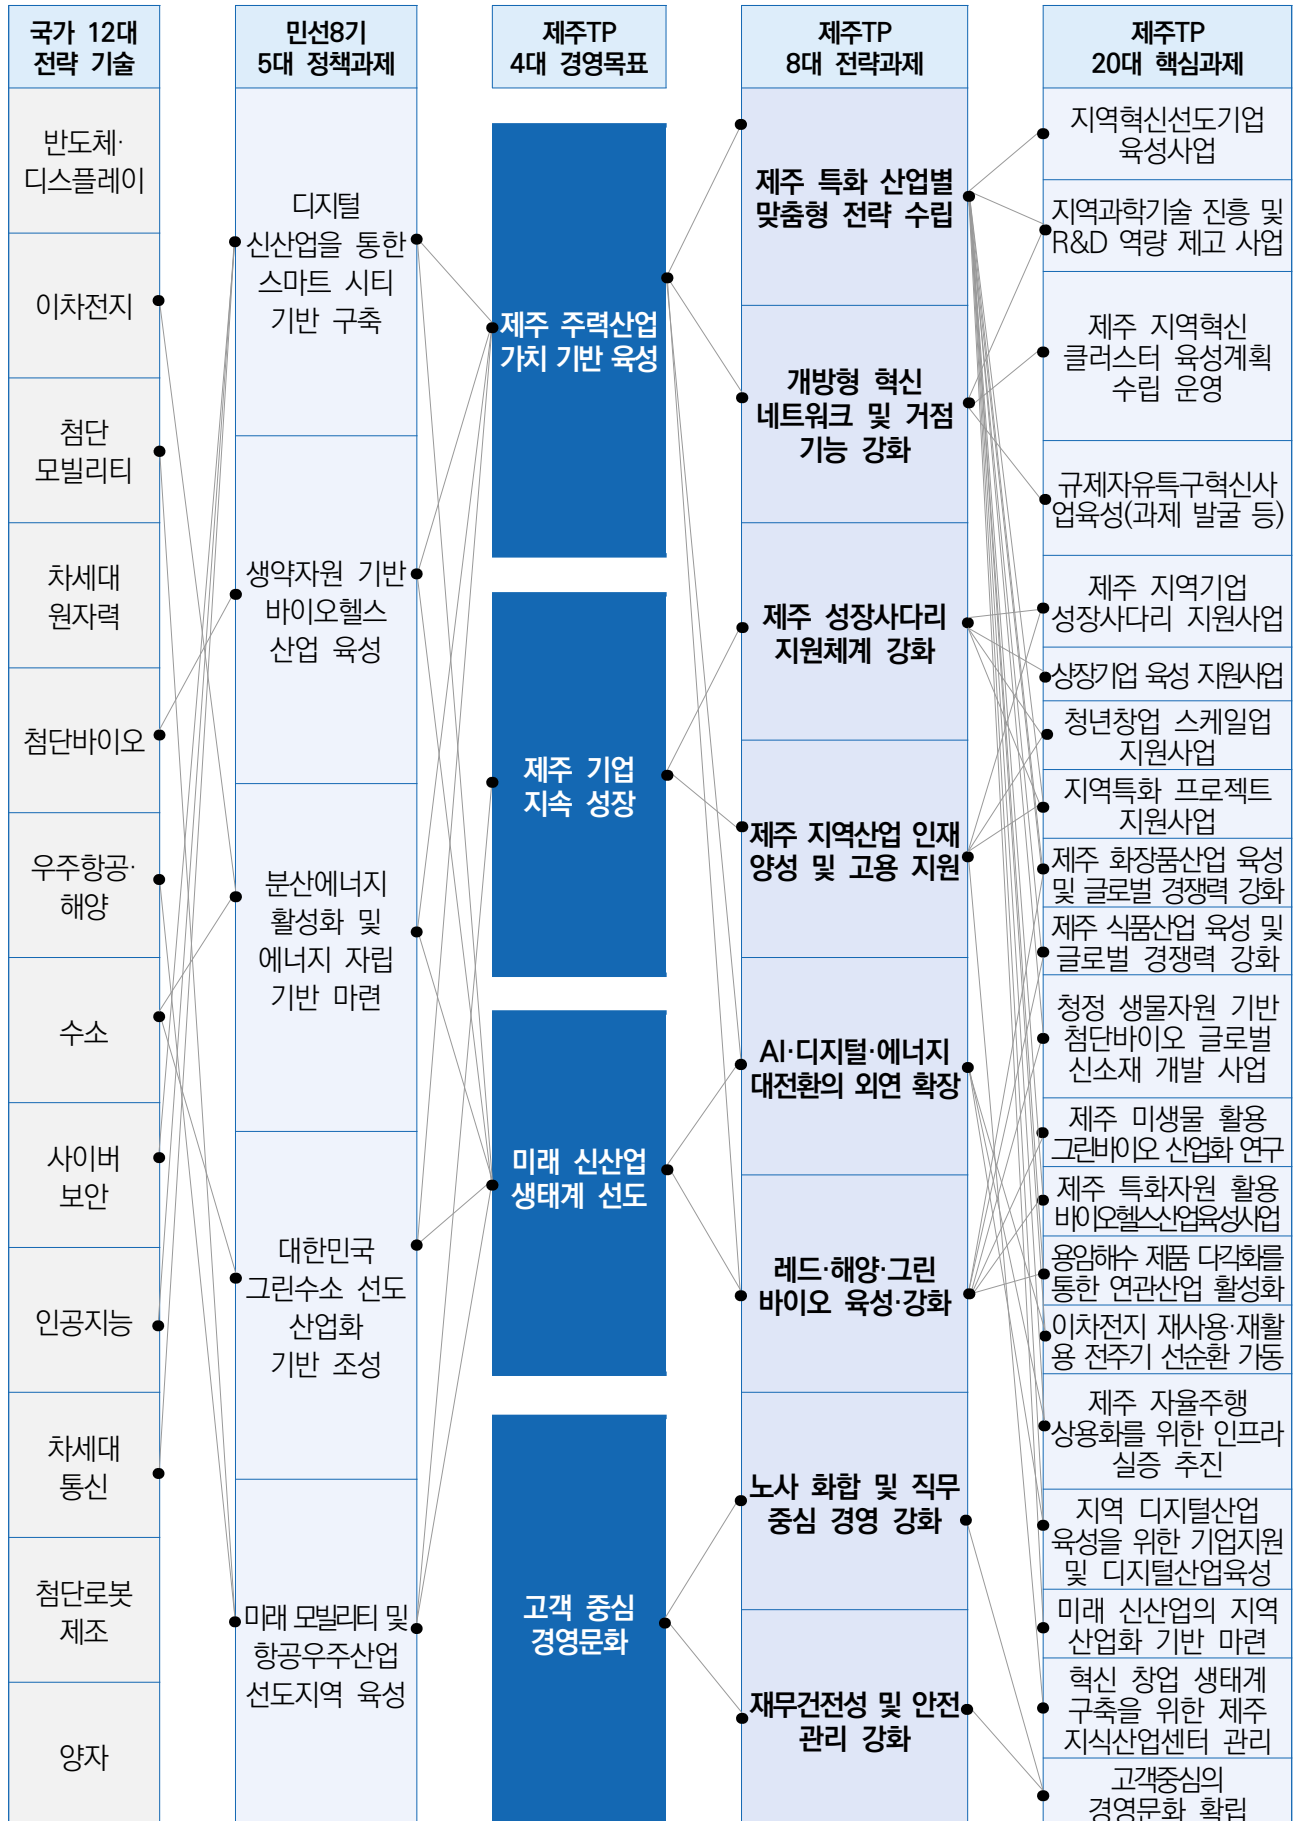 국가 12대
전략 기술
반도체·
디스플레이
이차전지
첨단
모빌리티
차세대
원자력
첨단바이오
우주항공·
해양
수소
사이버
보안
인공지능
차세대
통신
첨단로봇
제조
양자
민선8기
5대 정책과제
디지털
신산업을 통한
스마트 시티
기반 구축
생약자원 기반
바이오헬스
산업 육성
분산에너지
활성화 및
에너지 자립
기반 마련
대한민국
그린수소 선도
산업화
기반 조성
미래 모빌리티 및
항공우주산업
선도지역 육성
제주TP
4대 경영목표
제주 주력산업
가치 기반 육성
제주 기업
지속 성장
미래 신산업
생태계 선도
고객 중심
경영문화
제주TP
8대 전략과제
제주 특화 산업별
맞춤형 전략 수립
개방형 혁신
네트워크 및 거점
기능 강화
제주 성장사다리
지원체계 강화
제주 지역산업 인재
양성 및 고용 지원
AI·디지털·에너지
대전환의 외연 확장
레드·해양·그린
바이오 육성·강화
노사 화합 및 직무
중심 경영 강화
재무건전성 및 안전
관리 강화
제주TP
20대 핵심과제
지역혁신선도기업
육성사업
지역과학기술 진흥 및
R&D 역량 제고 사업
제주 지역혁신
클러스터 육성계획
수립 운영
규제자유특구혁신사
업육성(과제 발굴 등)
제주 지역기업
성장사다리 지원사업
상장기업 육성 지원사업
청년창업 스케일업
지원사업
지역특화 프로젝트
지원사업
제주 화장품산업 육성
및 글로벌 경쟁력 강화
제주 식품산업 육성 및
글로벌 경쟁력 강화
청정 생물자원 기반
첨단바이오 글로벌
신소재 개발 사업
제주 미생물 활용
그린바이오 산업화 연구
제주 특화자원 활용
바이오헬스산업육성사업
용암해수 제품 다각화를
통한 연관산업 활성화
이차전지 재사용·재활
용 전주기 선순환 가동
제주 자율주행
상용화를 위한 인프라
실증 추진
지역 디지털산업
육성을 위한 기업지원
및 디지털산업육성
미래 신산업의 지역
산업화 기반 마련
혁신 창업 생태계
구축을 위한 제주
지식산업센터 관리
고객중심의
경영문화 확립